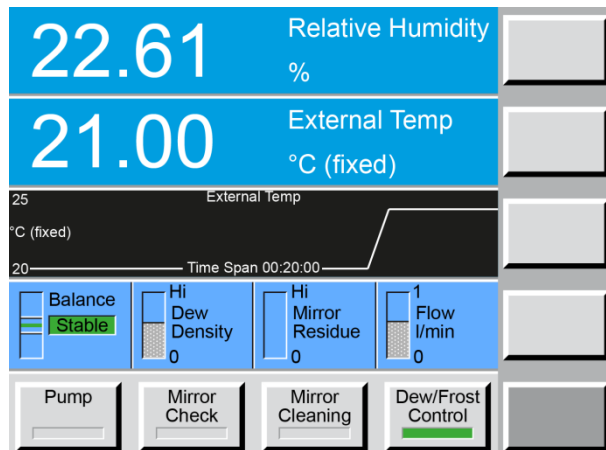 22.61
Relative Humidity
%
21.00
External Temp
°C (fixed)
25
External Temp
°C (fixed)
20
Time Span 00:20:00
Balance
Stable
Hi
Dew
Density
0
Hi
Mirror
Residue
0
1
Flow
l/min
0
Pump
Mirror
Check
Mirror
Cleaning
Dew/Frost
Control